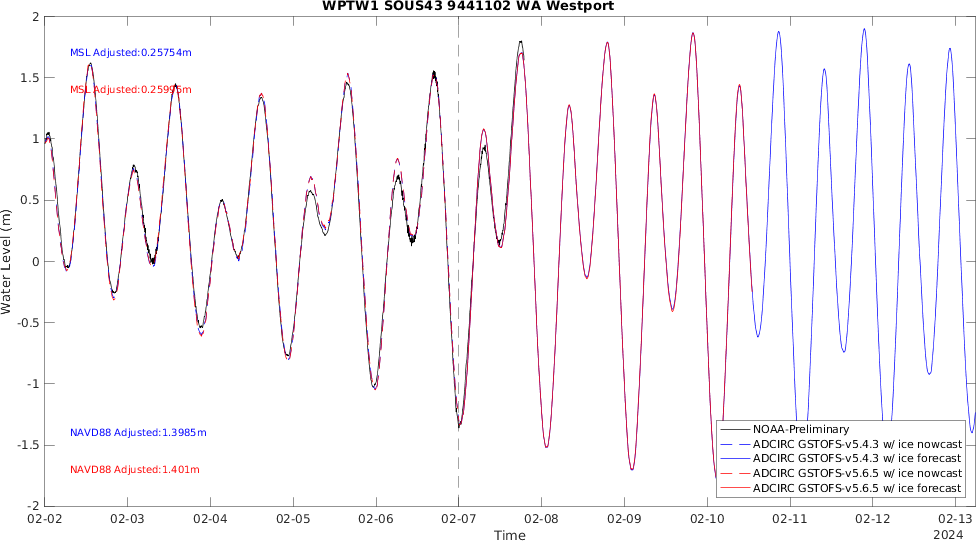 WPTW1 SOUS43 9441102 WA Westport
2
1.5
1
0.5
0
-0.5
-1
-1.5
-2
Water Level (m)
MSL Adjusted:0.25754m
MSL Adjusted:0.25995m
NAVD88 Adjusted:1.3985m
NAVD88 Adjusted:1.401m
NOAA-Preliminary
ADCIRC GSTOFS-v5.4.3 w/ ice nowcast
ADCIRC GSTOFS-v5.4.3 w/ ice forecast
ADCIRC GSTOFS-v5.6.5 w/ ice nowcast
ADCIRC GSTOFS-v5.6.5 w/ ice forecast
02-02 02-03 02-04 02-05 02-06 02-07 02-08 02-09 02-10 02-11 02-12 02-13
Time
2024